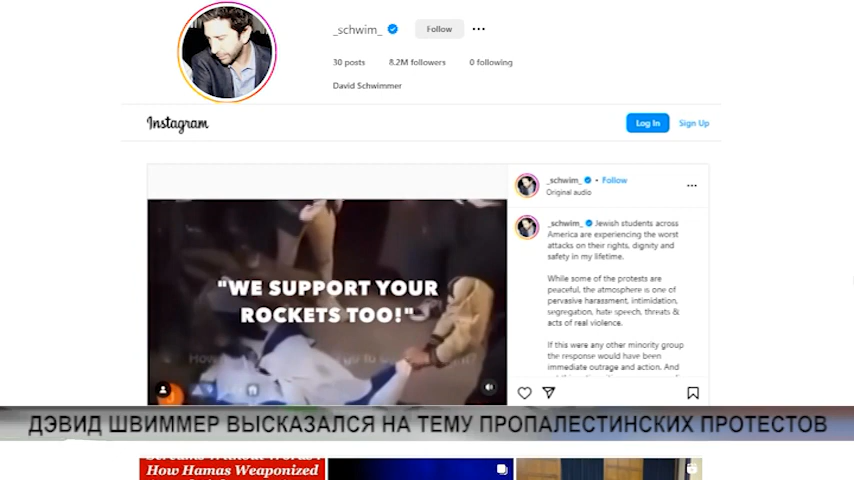 _schwim_
Follow
30 posts
8.2M followers
0 following
David Schwimmer
Instagram
Log In
Sign Up
"WE SUPPORT YOUR
ROCKETS TOO!"
_schwim_ • Follow
Original audio
_schwim_ Jewish students across
America are experiencing the worst
attacks on their rights, dignity and
safety in my lifetime.
While some of the protests are
peaceful, the atmosphere is one of
pervasive harassment, intimidation,
segregation, hate speech, threats &
acts of real violence.
If this were any other minority group
the response would have been
immediate outrage and action. And
ДЭВИД ШВИММЕР ВЫСКАЗАЛСЯ НА ТЕМУ ПРОПАЛЕСТИНСКИХ ПРОТЕСТОВ
How Hamas Weaponized